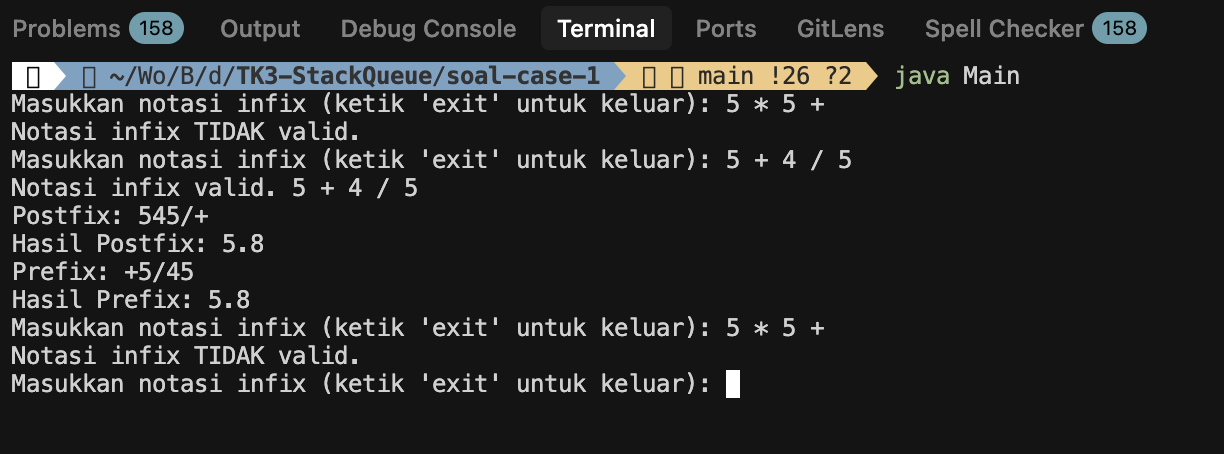 Problems 158 Output Debug Console Terminal Ports GitLens Spell Checker 158
~/Wo/B/d/TK3-StackQueue/soal-case-1 main !26 ?2 java Main
Masukkan notasi infix (ketik 'exit' untuk keluar): 5 * 5 +
Notasi infix TIDAK valid.
Masukkan notasi infix (ketik 'exit' untuk keluar): 5 + 4 / 5
Notasi infix valid. 5 + 4 / 5
Postfix: 545/+
Hasil Postfix: 5.8
Prefix: +5/45
Hasil Prefix: 5.8
Masukkan notasi infix (ketik 'exit' untuk keluar): 5 * 5 +
Notasi infix TIDAK valid.
Masukkan notasi infix (ketik 'exit' untuk keluar):